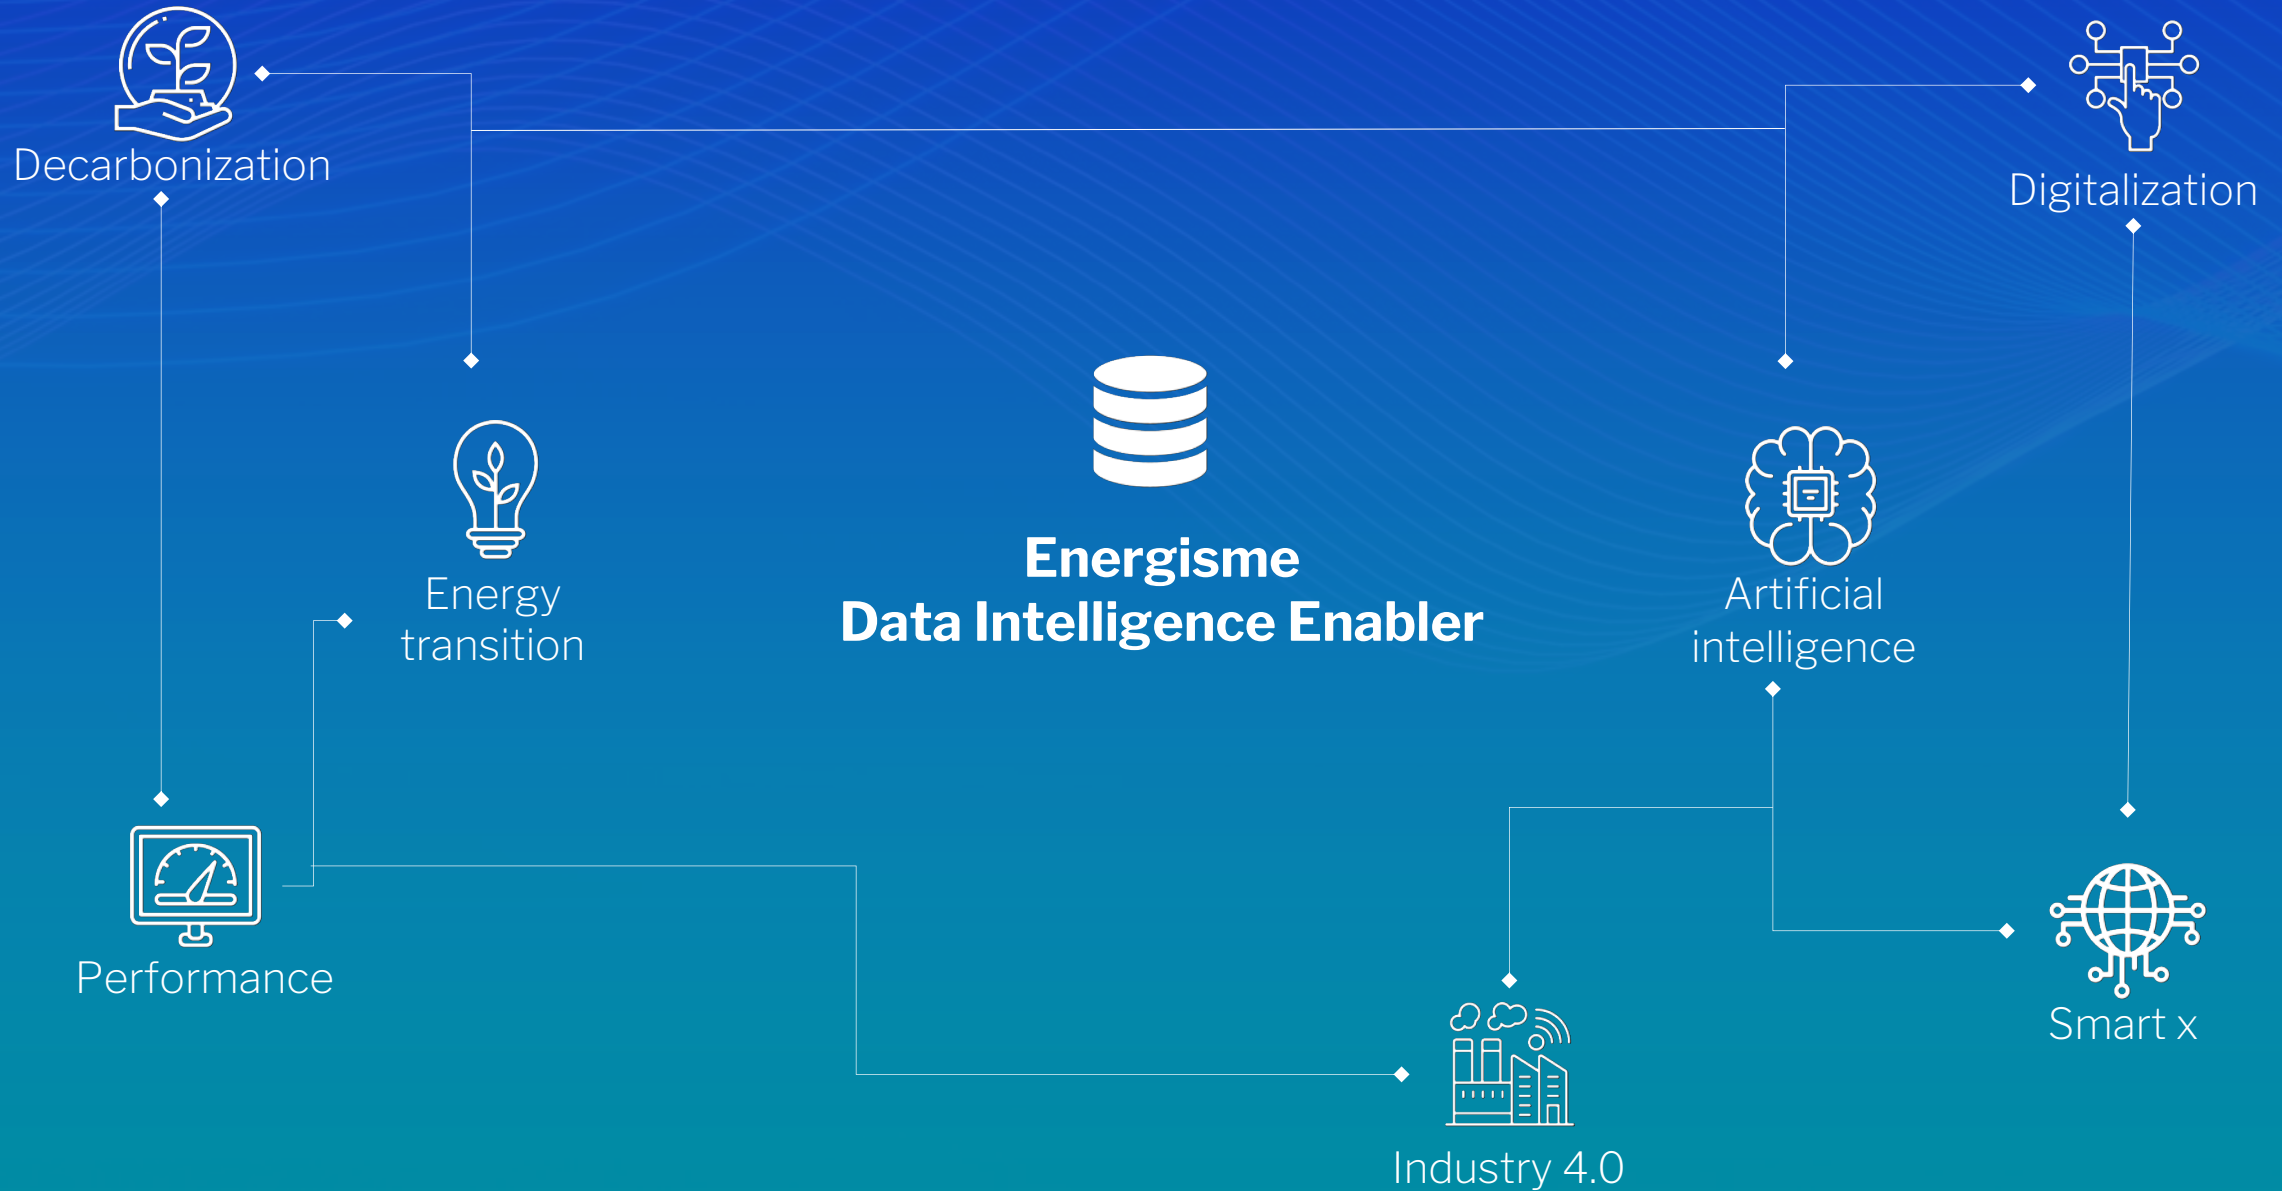 Decarbonization
Digitalization
Energisme
Data Intelligence Enabler
Energy
transition
Artificial
intelligence
Performance
Smart x
Industry 4.0